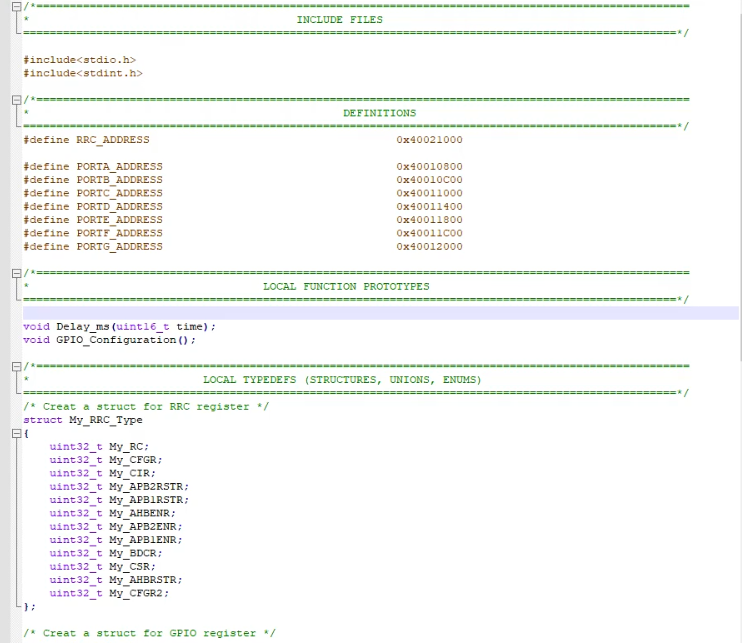 /*==================================================================================================
*                                         INCLUDE FILES
==================================================================================================*/
#include<stdio.h>
#include<stdint.h>
/*==================================================================================================
*                                                DEFINITIONS
==================================================================================================*/
#define RRC_ADDRESS                                     0x40021000
#define PORTA_ADDRESS                                   0x40010800
#define PORTB_ADDRESS                                   0x40010C00
#define PORTC_ADDRESS                                   0x40011000
#define PORTD_ADDRESS                                   0x40011400
#define PORTE_ADDRESS                                   0x40011800
#define PORTF_ADDRESS                                   0x40011C00
#define PORTG_ADDRESS                                   0x40012000
/*==================================================================================================
*                                    LOCAL FUNCTION PROTOTYPES
==================================================================================================*/
void Delay_ms(uint16_t time);
void GPIO_Configuration();
/*==================================================================================================
*                          LOCAL TYPEDEFS (STRUCTURES, UNIONS, ENUMS)
==================================================================================================*/
/* Creat a struct for RRC register */
struct My_RRC_Type
{
    uint32_t My_RC;
    uint32_t My_CFGR;
    uint32_t My_CIR;
    uint32_t My_APB2RSTR;
    uint32_t My_APB1RSTR;
    uint32_t My_AHBENR;
    uint32_t My_APB2ENR;
    uint32_t My_APB1ENR;
    uint32_t My_BDCR;
    uint32_t My_CSR;
    uint32_t My_AHBRSTR;
    uint32_t My_CFGR2;
};
/* Creat a struct for GPIO register */